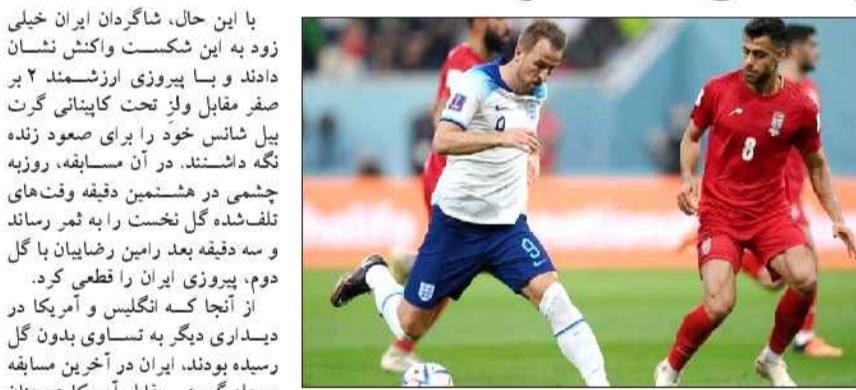 با این حال، شاگردان ایران خیلی
زود به این شکست واکنش نشان
دادند و با پیروزی ارزشمند ۲ بر
صفر مقابل ولزِ تحت کاپیتانی گرت
بیل شانس خود را برای صعود زنده
نگه داشتند. در آن مسابقه، روزبه
چشمی در هشتمین دقیقه وقت‌های
تلف‌شده گل نخست را به ثمر رساند
و سه دقیقه بعد رامین رضاییان با گل
دوم، پیروزی ایران را قطعی کرد.
از آنجا که انگلیس و آمریکا در
دیداری دیگر به تساوی بدون گل
رسیده بودند، ایران در آخرین مسابقه
9
9
8